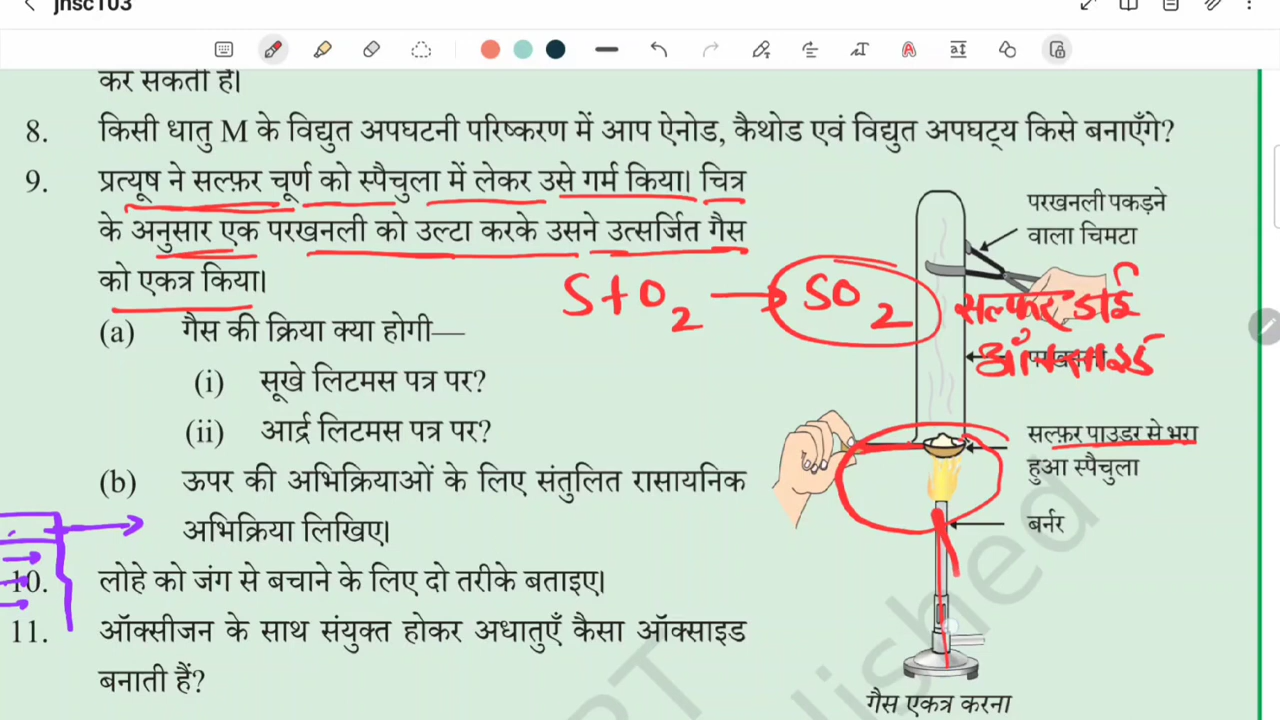 jhsc103
कर सकती हैं।
8. किसी धातु M के विद्युत अपघटनी परिष्करण में आप ऐनोड, कैथोड एवं विद्युत अपघट्य किसे बनाएँगे?
9. प्रत्यूष ने सल्फ़र चूर्ण को स्पैचुला में लेकर उसे गर्म किया। चित्र
के अनुसार एक परखनली को उल्टा करके उसने उत्सर्जित गैस
को एकत्र किया।
S+O2 → SO2
सल्फर डाई
ऑक्साइड
(a) गैस की क्रिया क्या होगी—
(i) सूखे लिटमस पत्र पर?
(ii) आर्द्र लिटमस पत्र पर?
(b) ऊपर की अभिक्रियाओं के लिए संतुलित रासायनिक
अभिक्रिया लिखिए।
10. लोहे को जंग से बचाने के लिए दो तरीके बताइए।
11. ऑक्सीजन के साथ संयुक्त होकर अधातुएँ कैसा ऑक्साइड
बनाती हैं?
परखनली पकड़ने
वाला चिमटा
परखनली
सल्फ़र पाउडर से भरा
हुआ स्पैचुला
बर्नर
गैस एकत्र करना